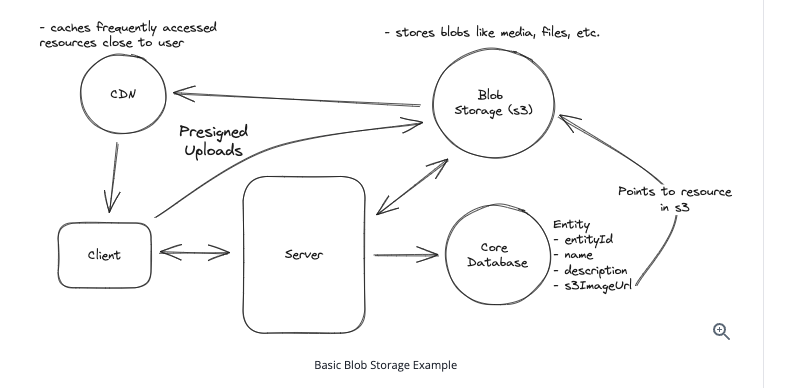 - caches frequently accessed
resources close to user
- stores blobs like media, files, etc.
CDN
Blob
Storage (s3)
Presigned
Uploads
Points to resource
in s3
Client
Server
Core
Database
Entity
- entityId
- name
- description
- s3ImageUrl
Basic Blob Storage Example